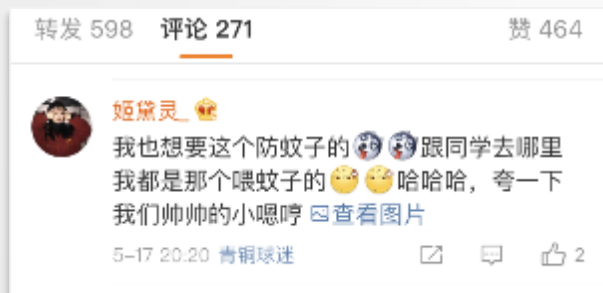 转发 598 评论 271 赞 464
姬黛灵_
我也想要这个防蚊子的跟同学去哪里
我都是那个喂蚊子的哈哈哈，夸一下
我们帅帅的小嗯哼 查看图片
5-17 20:20 青铜球迷 2